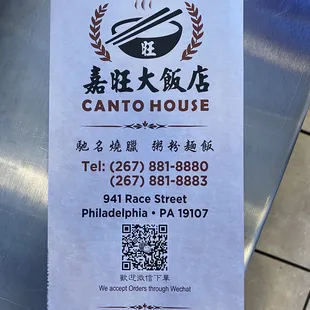 旺
嘉旺大飯店
CANTO HOUSE
馳名燒臘 粥粉麵飯
Tel: (267) 881-8880
(267) 881-8883
941 Race Street
Philadelphia • PA 19107
歡迎微信下單
We accept Orders through Wechat